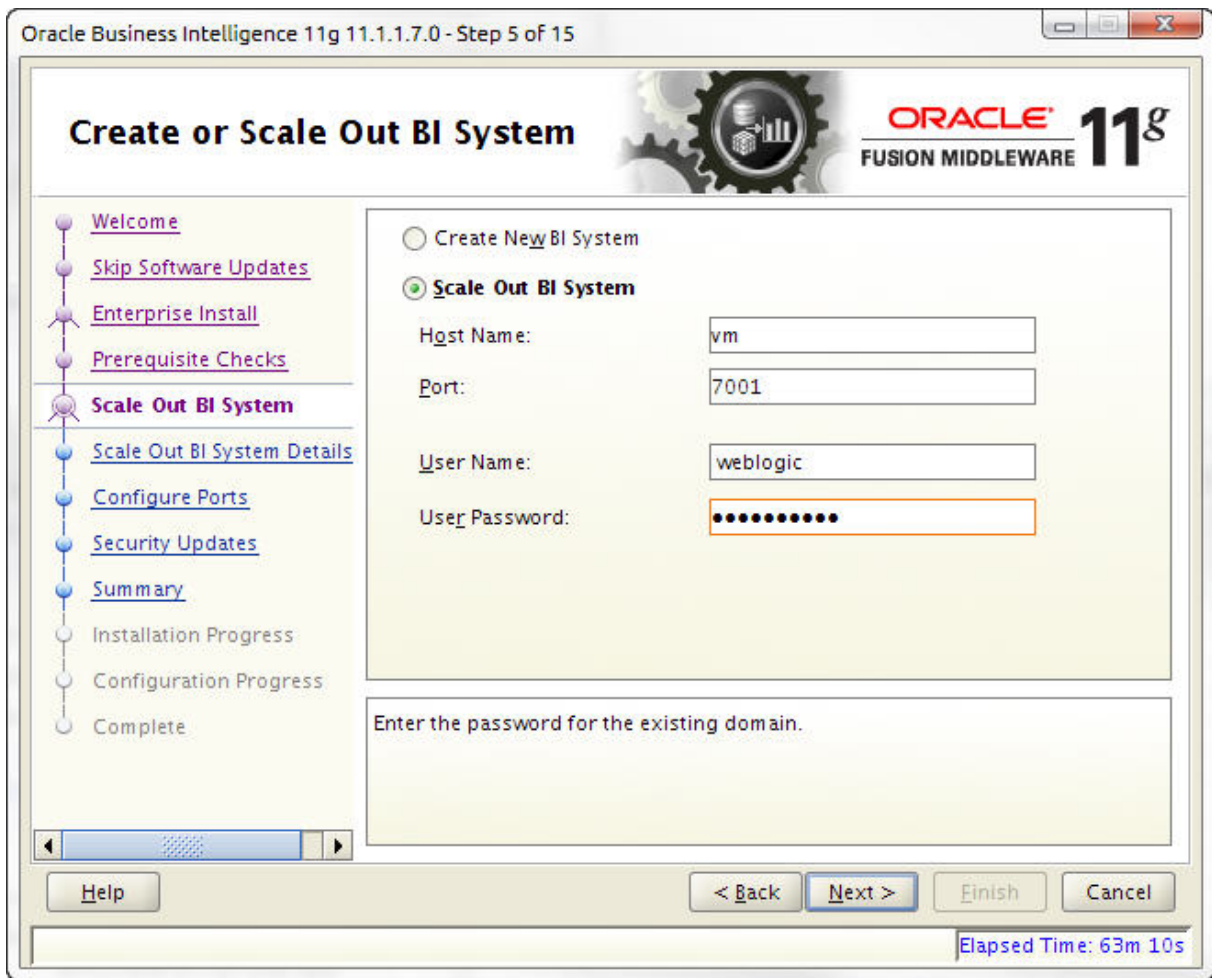 Oracle Business Intelligence 11g 11.1.1.7.0 - Step 5 of 15
Create or Scale Out BI System
ORACLE
FUSION MIDDLEWARE 11g
Welcome
Skip Software Updates
Enterprise Install
Prerequisite Checks
Scale Out BI System
Scale Out BI System Details
Configure Ports
Security Updates
Summary
Installation Progress
Configuration Progress
Complete
Create New BI System
Scale Out BI System
Host Name: vm
Port: 7001
User Name: weblogic
User Password: ••••••••••
Enter the password for the existing domain.
Help < Back Next > Finish Cancel
Elapsed Time: 63m 10s